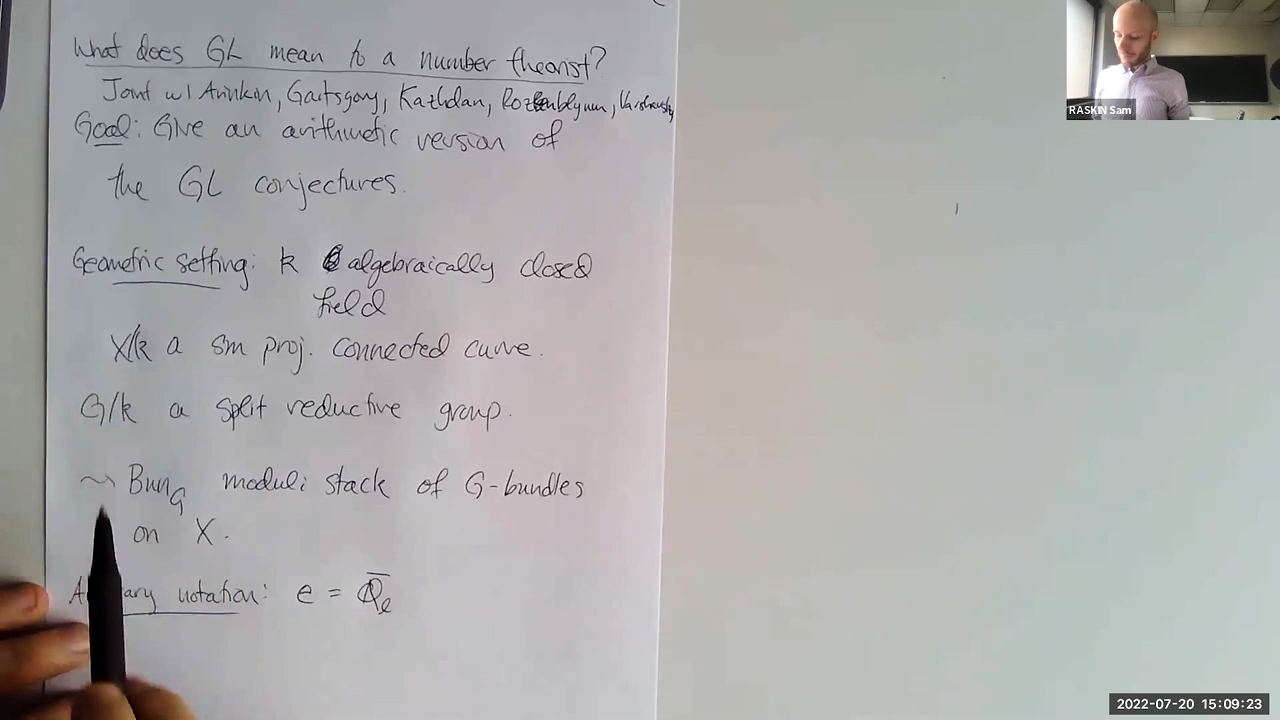 What does GL mean to a number theorist?
Joint w/ Arinkin, Gaitsgory, Kazhdan, Rozenblyum, Varshavsky
Goal: Give an arithmetic version of
the GL conjectures.
Geometric setting: k algebraically closed
field
X/k a sm proj. connected curve.
G/k a split reductive group.
⇝ Bun_G moduli stack of G-bundles
on X.
notation: e = \overline{ℚ}_ℓ
RASKIN Sam
2022-07-20 15:09:23